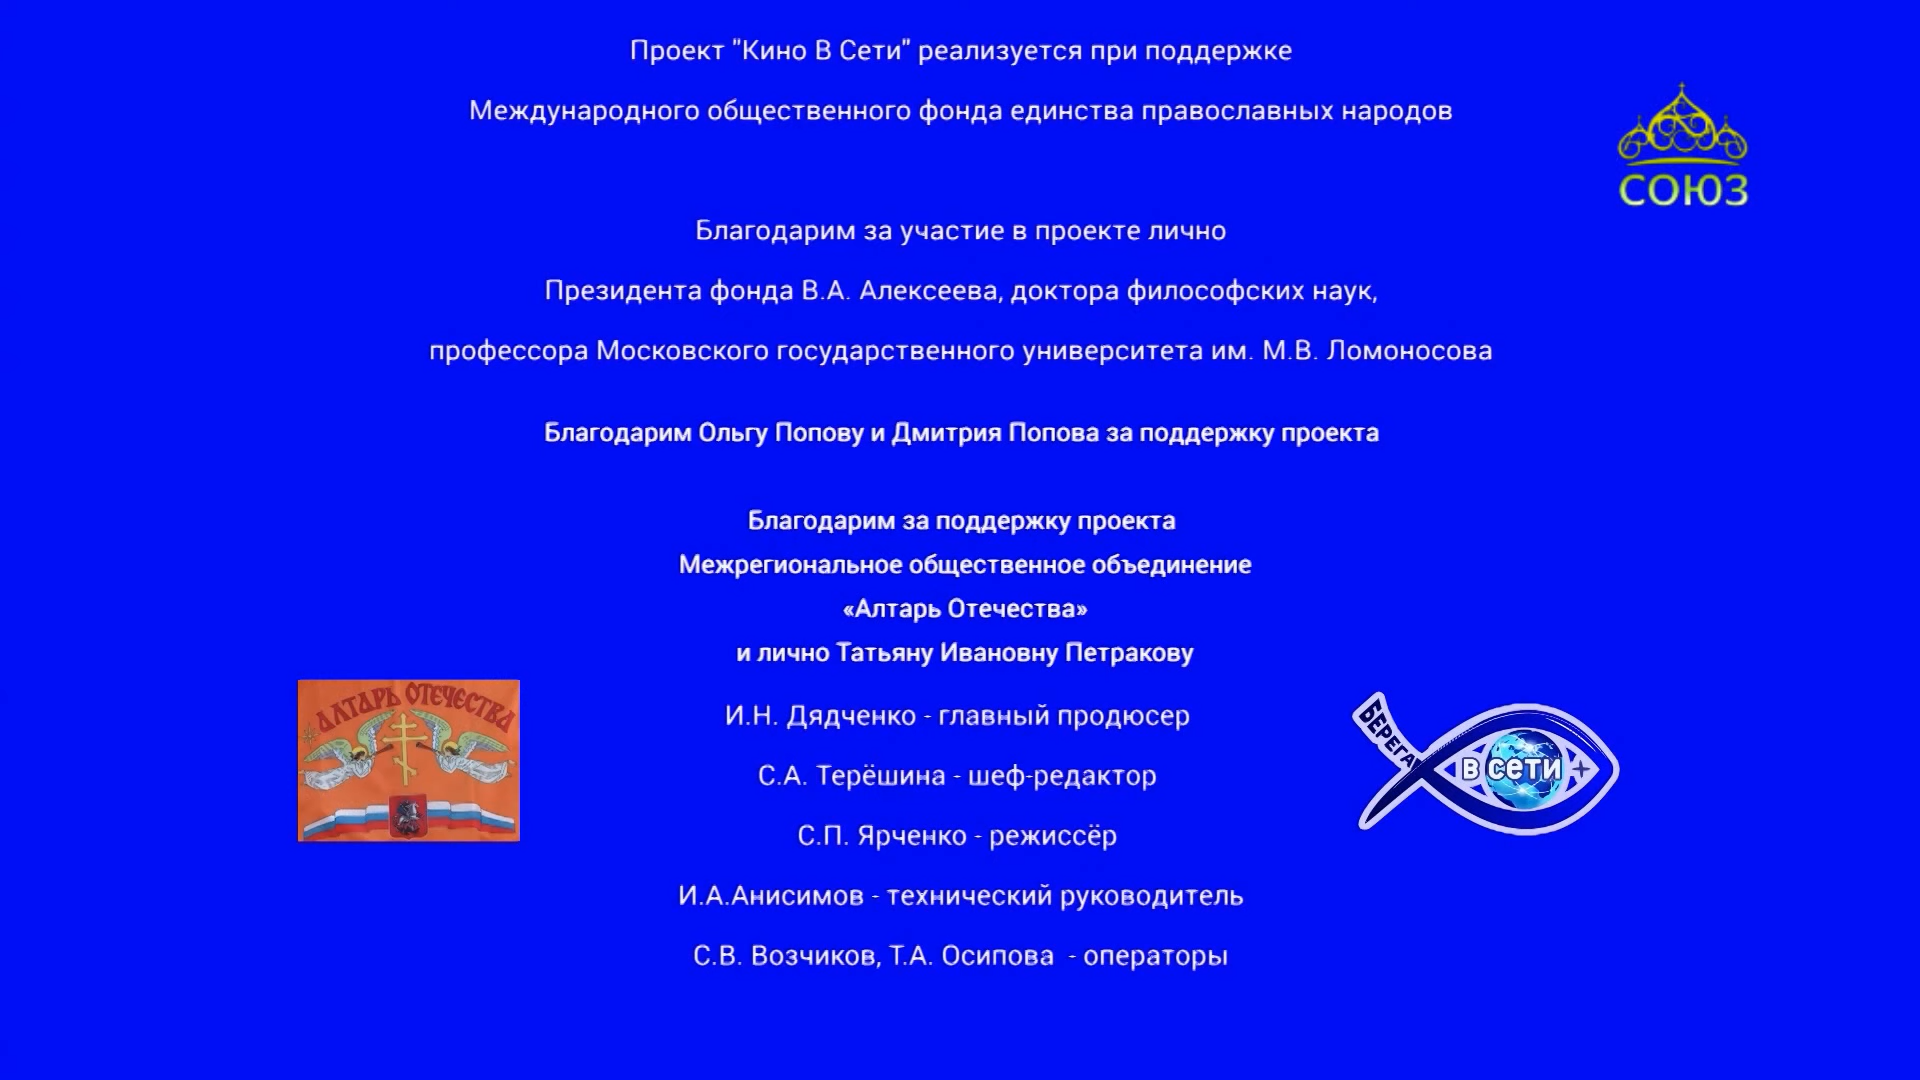 Проект "Кино В Сети" реализуется при поддержке
Международного общественного фонда единства православных народов
СОЮЗ
Благодарим за участие в проекте лично
Президента фонда В.А. Алексеева, доктора философских наук,
профессора Московского государственного университета им. М.В. Ломоносова
Благодарим Ольгу Попову и Дмитрия Попова за поддержку проекта
Благодарим за поддержку проекта
Межрегиональное общественное объединение
«Алтарь Отечества»
и лично Татьяну Ивановну Петракову
АЛТАРЬ ОТЕЧЕСТВА
И.Н. Дядченко - главный продюсер
С.А. Терёшина - шеф-редактор
С.П. Ярченко - режиссёр
И.А.Анисимов - технический руководитель
С.В. Возчиков, Т.А. Осипова - операторы
БЕРЕГА
в сети +